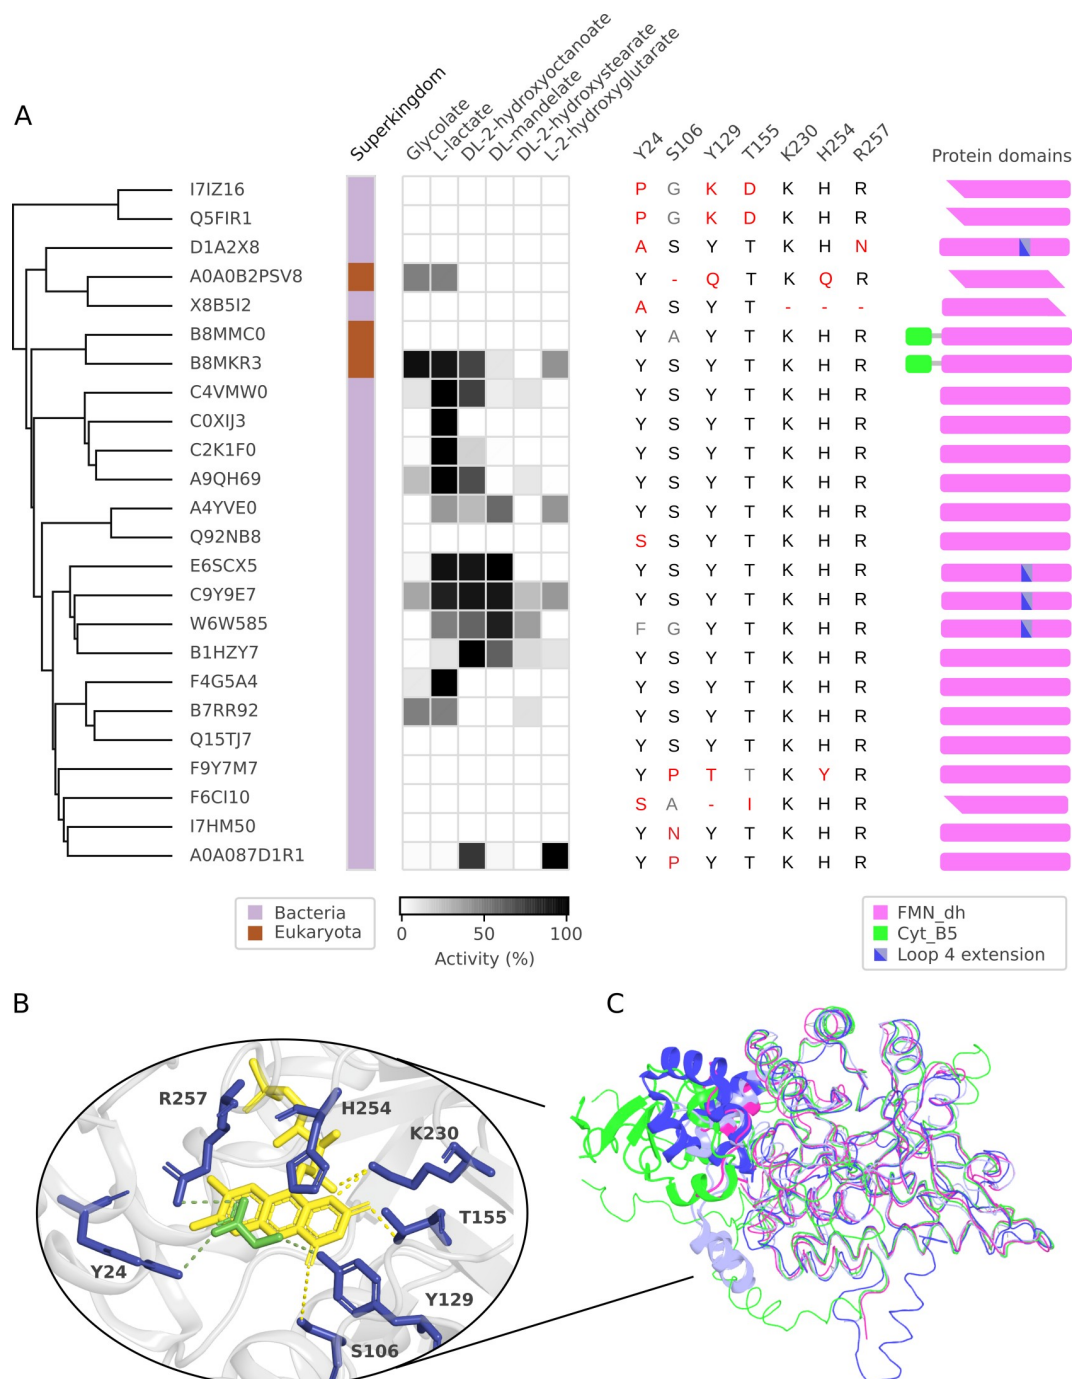 A
Superkingdom
Glycolate
L-lactate
DL-2-hydroxyoctanoate
DL-mandelate
DL-2-hydroxystearate
L-2-hydroxyglutarate
Y24 S106 Y129 T155 K230 H254 R257
Protein domains
I7IZ16 P G K D K H R
Q5FIR1 P G K D K H R
D1A2X8 A S Y T K H N
A0A0B2PSV8 Y - Q T K Q R
X8B5I2 A S Y T - - -
B8MMC0 Y A Y T K H R
B8MKR3 Y S Y T K H R
C4VMW0 Y S Y T K H R
C0XIJ3 Y S Y T K H R
C2K1F0 Y S Y T K H R
A9QH69 Y S Y T K H R
A4YVE0 Y S Y T K H R
Q92NB8 S S Y T K H R
E6SCX5 Y S Y T K H R
C9Y9E7 Y S Y T K H R
W6W585 F G Y T K H R
B1HZY7 Y S Y T K H R
F4G5A4 Y S Y T K H R
B7RR92 Y S Y T K H R
Q15TJ7 Y S Y T K H R
F9Y7M7 Y P T T K Y R
F6CI10 S A - I K H R
I7HM50 Y N Y T K H R
A0A087D1R1 Y P Y T K H R
Bacteria
Eukaryota
0 50 100
Activity (%)
FMN_dh
Cyt_B5
Loop 4 extension
B
R257
H254
K230
T155
Y24
Y129
S106
C